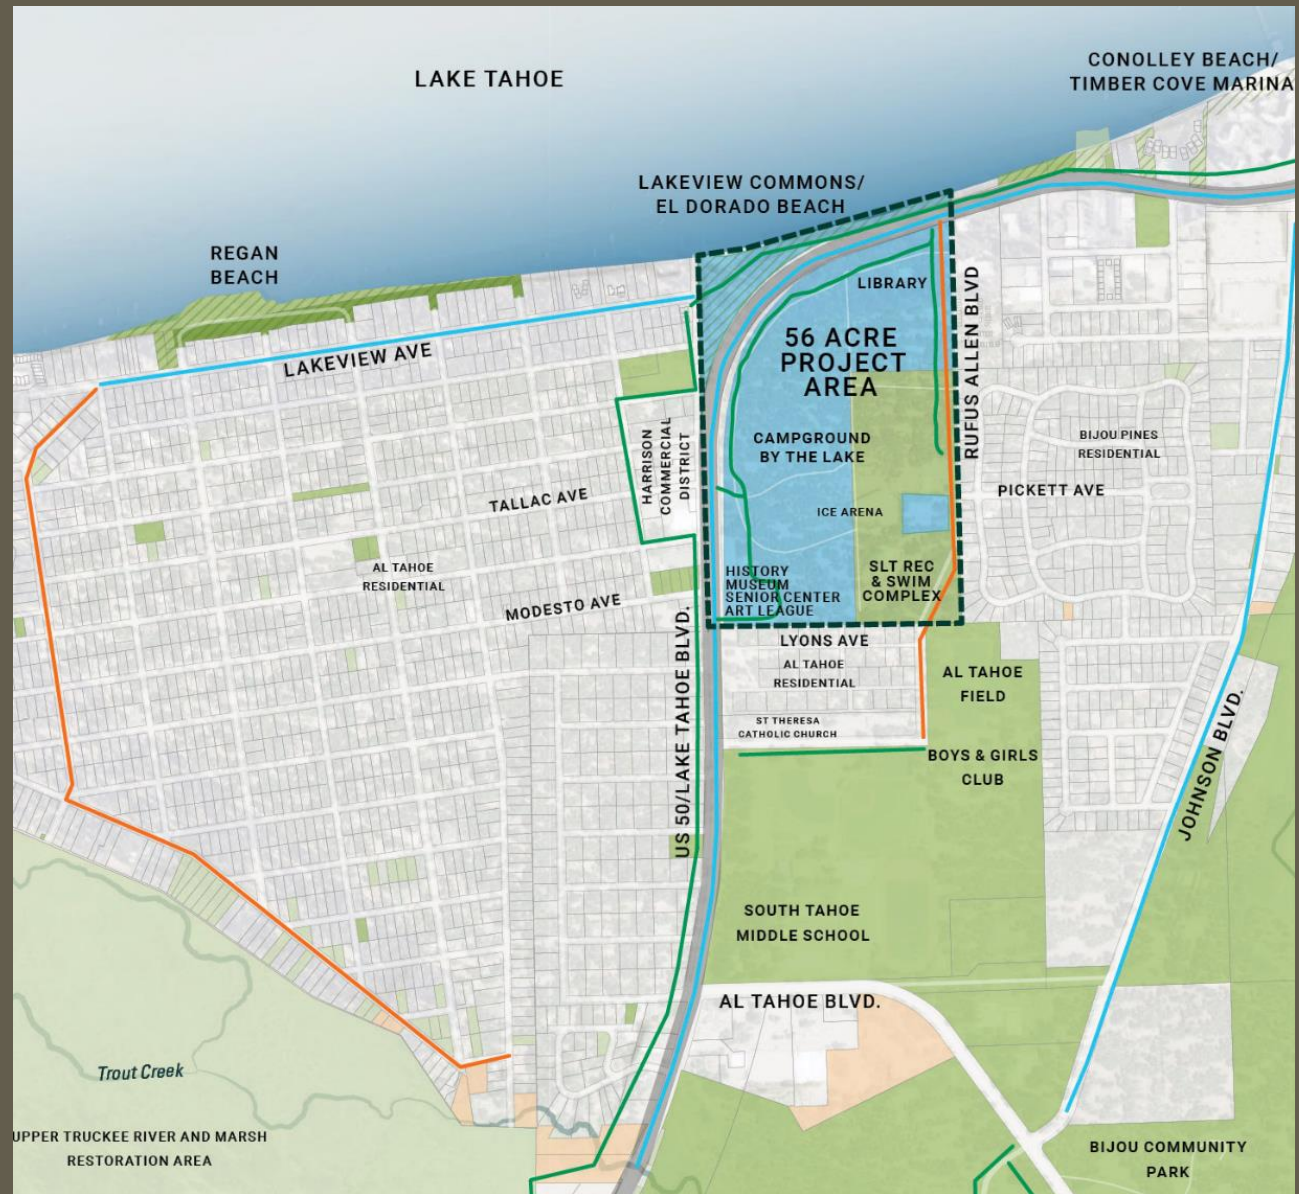 LAKE TAHOE
CONOLLEY BEACH/
TIMBER COVE MARINA
LAKEVIEW COMMONS/
EL DORADO BEACH
REGAN
BEACH
LIBRARY
56 ACRE
PROJECT
AREA
LAKEVIEW AVE
RUFUS ALLEN BLVD
CAMPGROUND
BY THE LAKE
HARRISON
COMMERCIAL
DISTRICT
BIJOU PINES
RESIDENTIAL
TALLAC AVE
PICKETT AVE
ICE ARENA
AL TAHOE
RESIDENTIAL
HISTORY
MUSEUM
SENIOR CENTER
ART LEAGUE
SLT REC
& SWIM
COMPLEX
MODESTO AVE
LYONS AVE
AL TAHOE
RESIDENTIAL
AL TAHOE
FIELD
US 50/LAKE TAHOE BLVD.
ST THERESA
CATHOLIC CHURCH
BOYS & GIRLS
CLUB
JOHNSON BLVD.
SOUTH TAHOE
MIDDLE SCHOOL
AL TAHOE BLVD.
Trout Creek
UPPER TRUCKEE RIVER AND MARSH
RESTORATION AREA
BIJOU COMMUNITY
PARK